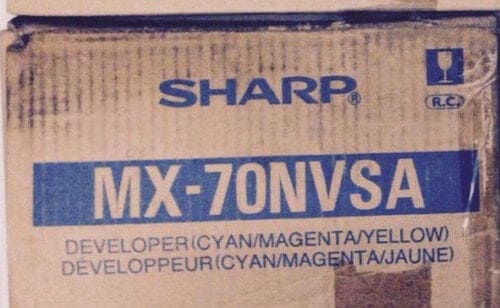 SHARP®
R.C.
MX-70NVSA
DEVELOPER(CYAN/MAGENTA/YELLOW)
DÉVELOPPEUR(CYAN/MAGENTA/JAUNE)